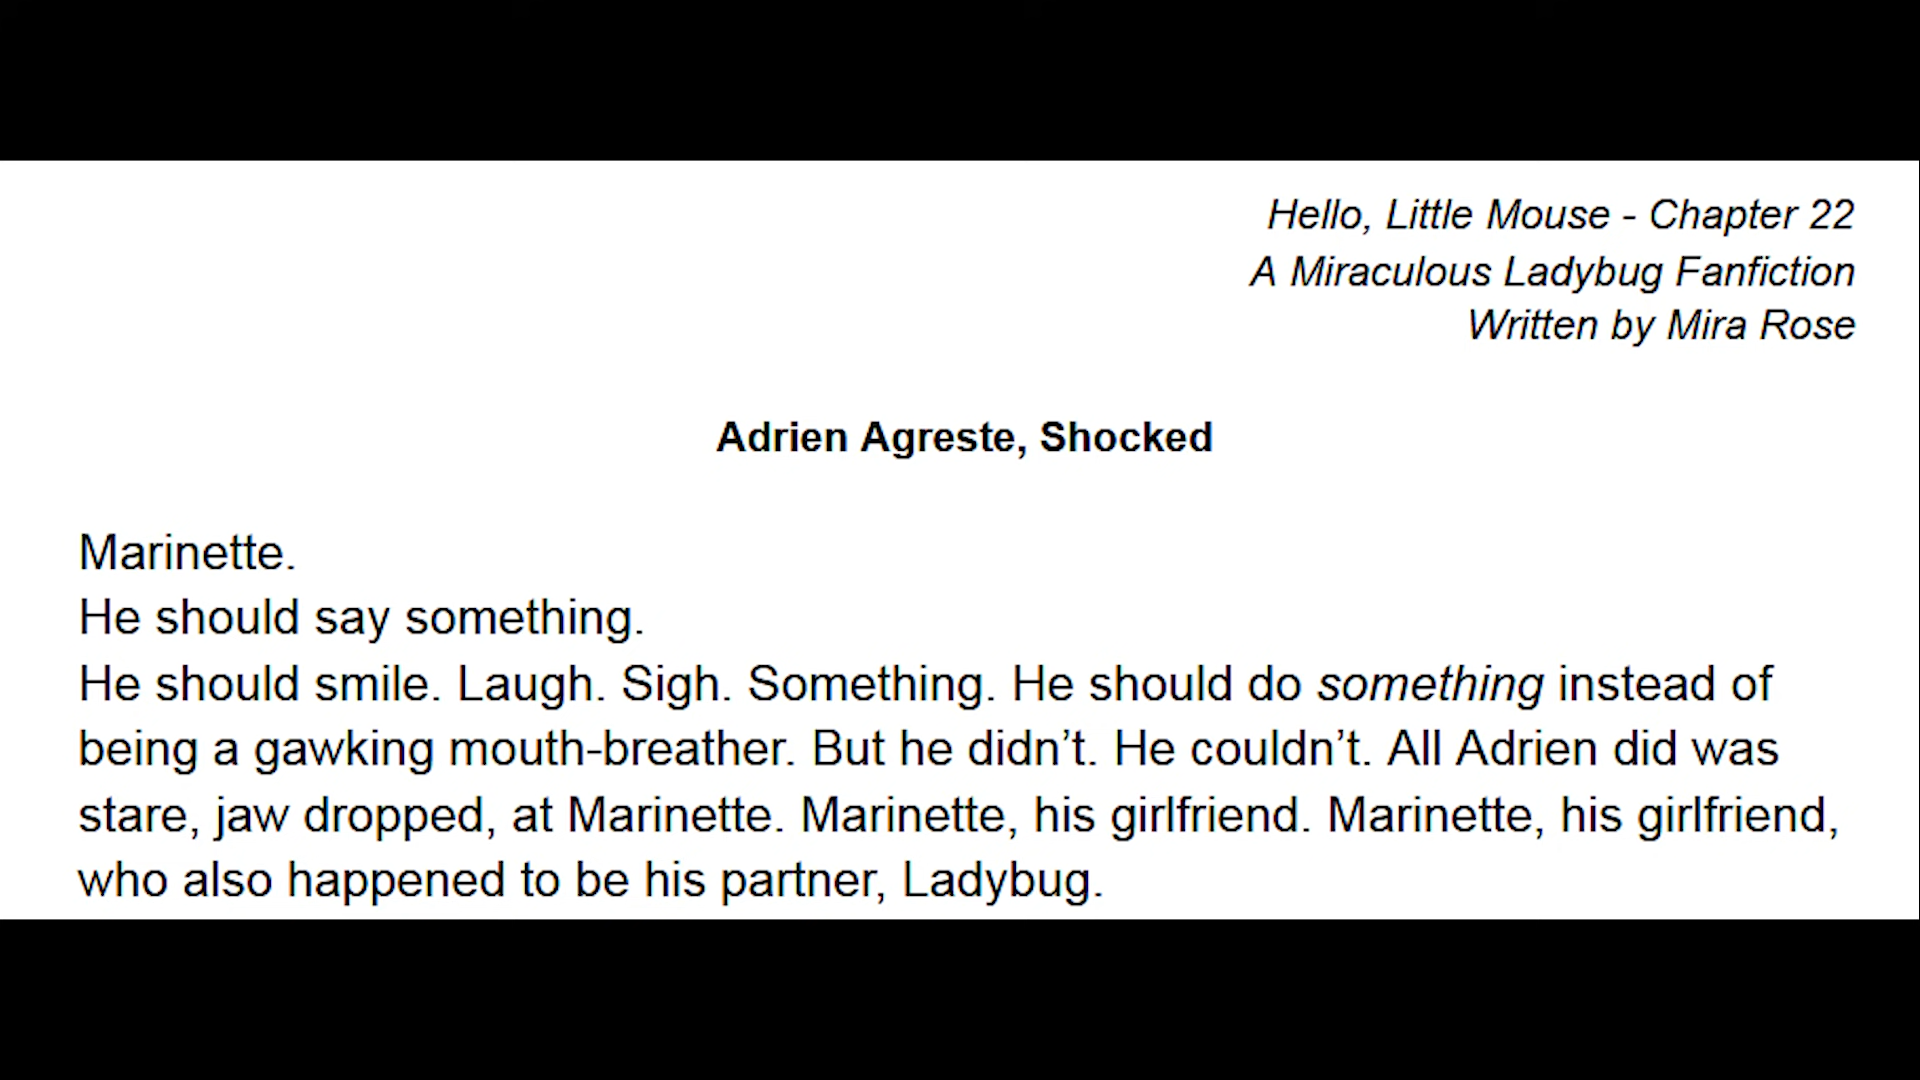 Hello, Little Mouse - Chapter 22
A Miraculous Ladybug Fanfiction
Written by Mira Rose
Adrien Agreste, Shocked
Marinette.
He should say something.
He should smile. Laugh. Sigh. Something. He should do something instead of
being a gawking mouth-breather. But he didn’t. He couldn’t. All Adrien did was
stare, jaw dropped, at Marinette. Marinette, his girlfriend. Marinette, his girlfriend,
who also happened to be his partner, Ladybug.